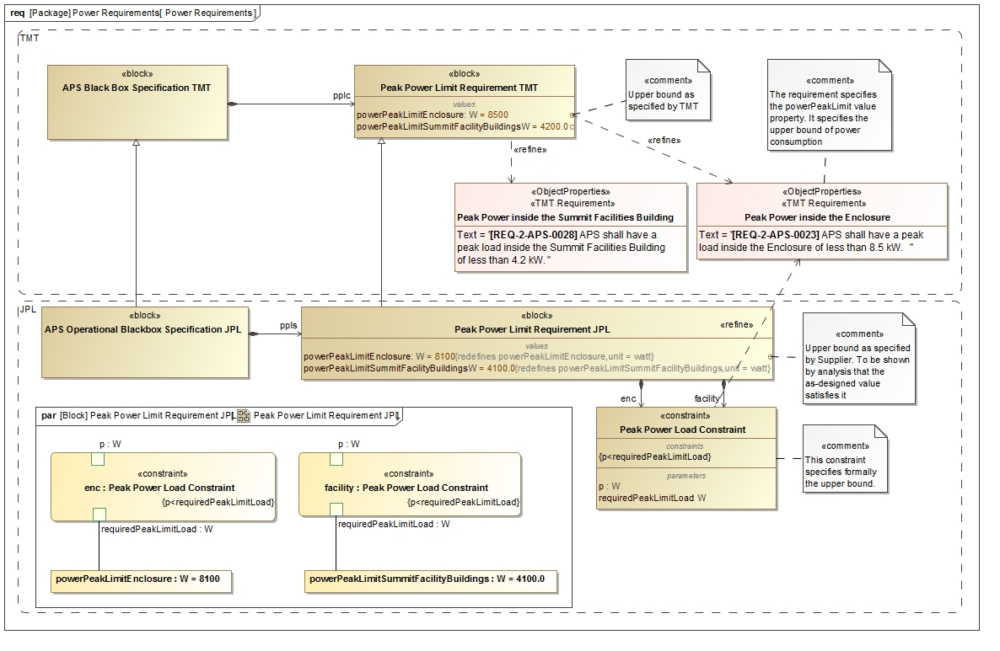 req [Package] Power Requirements[ Power Requirements ]
TMT
«block»
APS Black Box Specification TMT
pplc
«block»
Peak Power Limit Requirement TMT
values
powerPeakLimitEnclosure: W = 8500
powerPeakLimitSummitFacilityBuildingsW = 4200.0
«comment»
Upper bound as
specified by TMT
«comment»
The requirement specifies
the powerPeakLimit value
property. It specifies the
upper bound of power
consumption
«refine»
«refine»
«ObjectProperties»
«TMT Requirement»
Peak Power inside the Summit Facilities Building
Text = "[REQ-2-APS-0028] APS shall have a
peak load inside the Summit Facilities Building
of less than 4.2 kW. "
«ObjectProperties»
«TMT Requirement»
Peak Power inside the Enclosure
Text = "[REQ-2-APS-0023] APS shall have a peak
load inside the Enclosure of less than 8.5 kW. "
JPL
«block»
APS Operational Blackbox Specification JPL
ppls
«block»
Peak Power Limit Requirement JPL
values
powerPeakLimitEnclosure: W = 8100{redefines powerPeakLimitEnclosure,unit = watt}
powerPeakLimitSummitFacilityBuildingsW = 4100.0{redefines powerPeakLimitSummitFacilityBuildings,unit = watt}
«refine»
«comment»
Upper bound as specified
by Supplier. To be shown
by analysis that the
as-designed value
satisfies it
enc
facility
«constraint»
Peak Power Load Constraint
constraints
{p<requiredPeakLimitLoad}
parameters
p : W
requiredPeakLimitLoad W
«comment»
This constraint
specifies formally
the upper bound.
par [Block] Peak Power Limit Requirement JPL[ Peak Power Limit Requirement JPL]
p : W
«constraint»
enc : Peak Power Load Constraint
{p<requiredPeakLimitLoad}
requiredPeakLimitLoad : W
powerPeakLimitEnclosure : W = 8100
p : W
«constraint»
facility : Peak Power Load Constraint
{p<requiredPeakLimitLoad}
requiredPeakLimitLoad : W
powerPeakLimitSummitFacilityBuildings : W = 4100.0